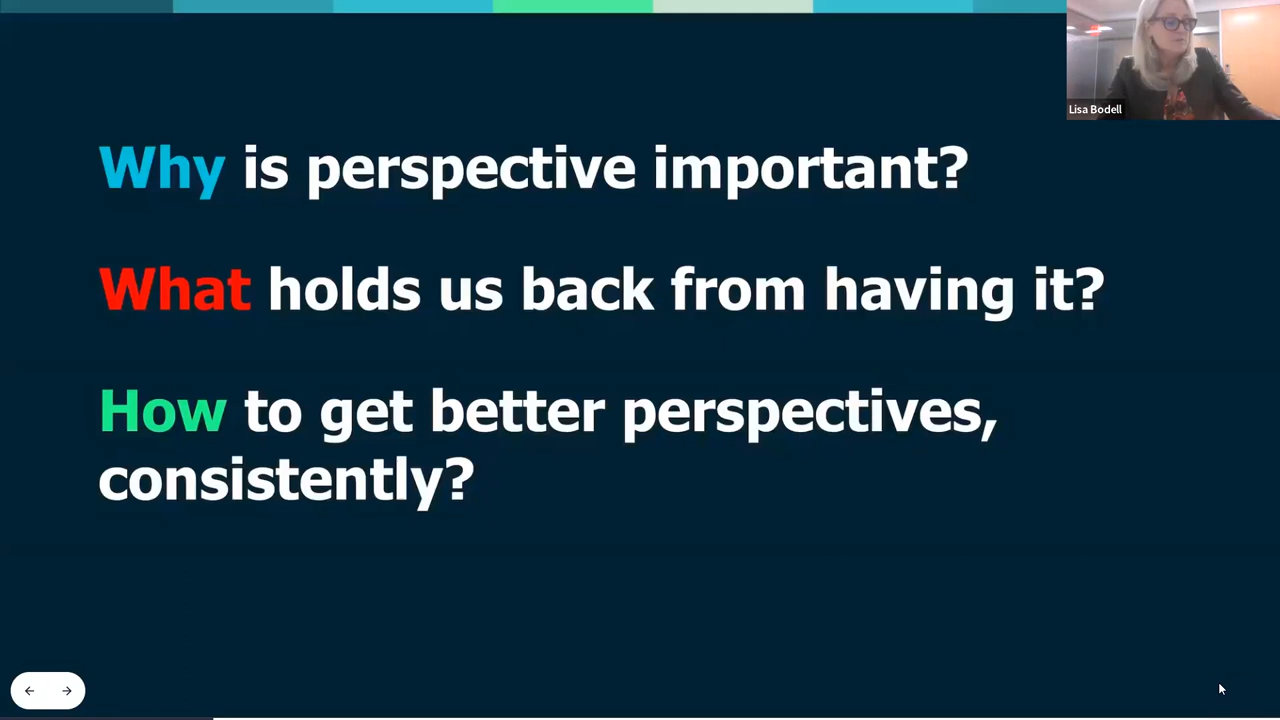 Lisa Bodell
Why is perspective important?
What holds us back from having it?
How to get better perspectives,
consistently?